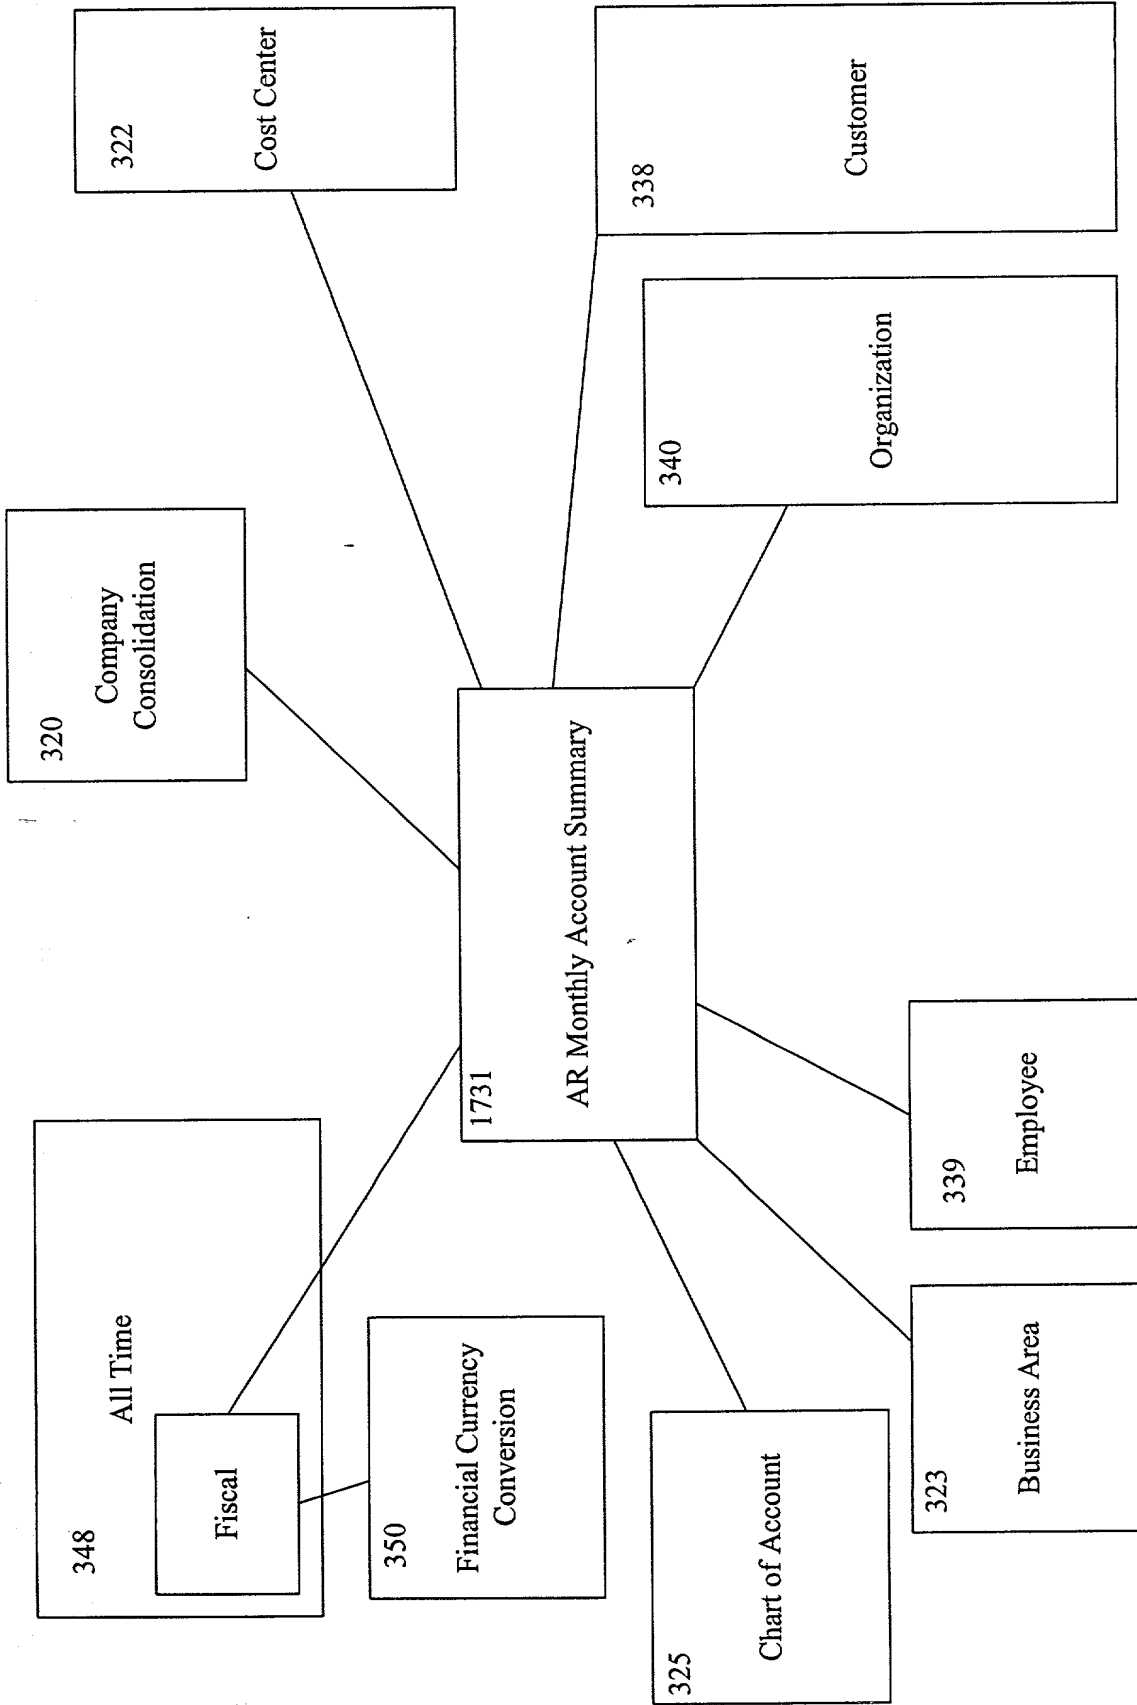 348
All Time
Fiscal
320
Company
Consolidation
322
Cost Center
350
Financial Currency
Conversion
1731
AR Monthly Account Summary
338
Customer
325
Chart of Account
340
Organization
323
Business Area
339
Employee